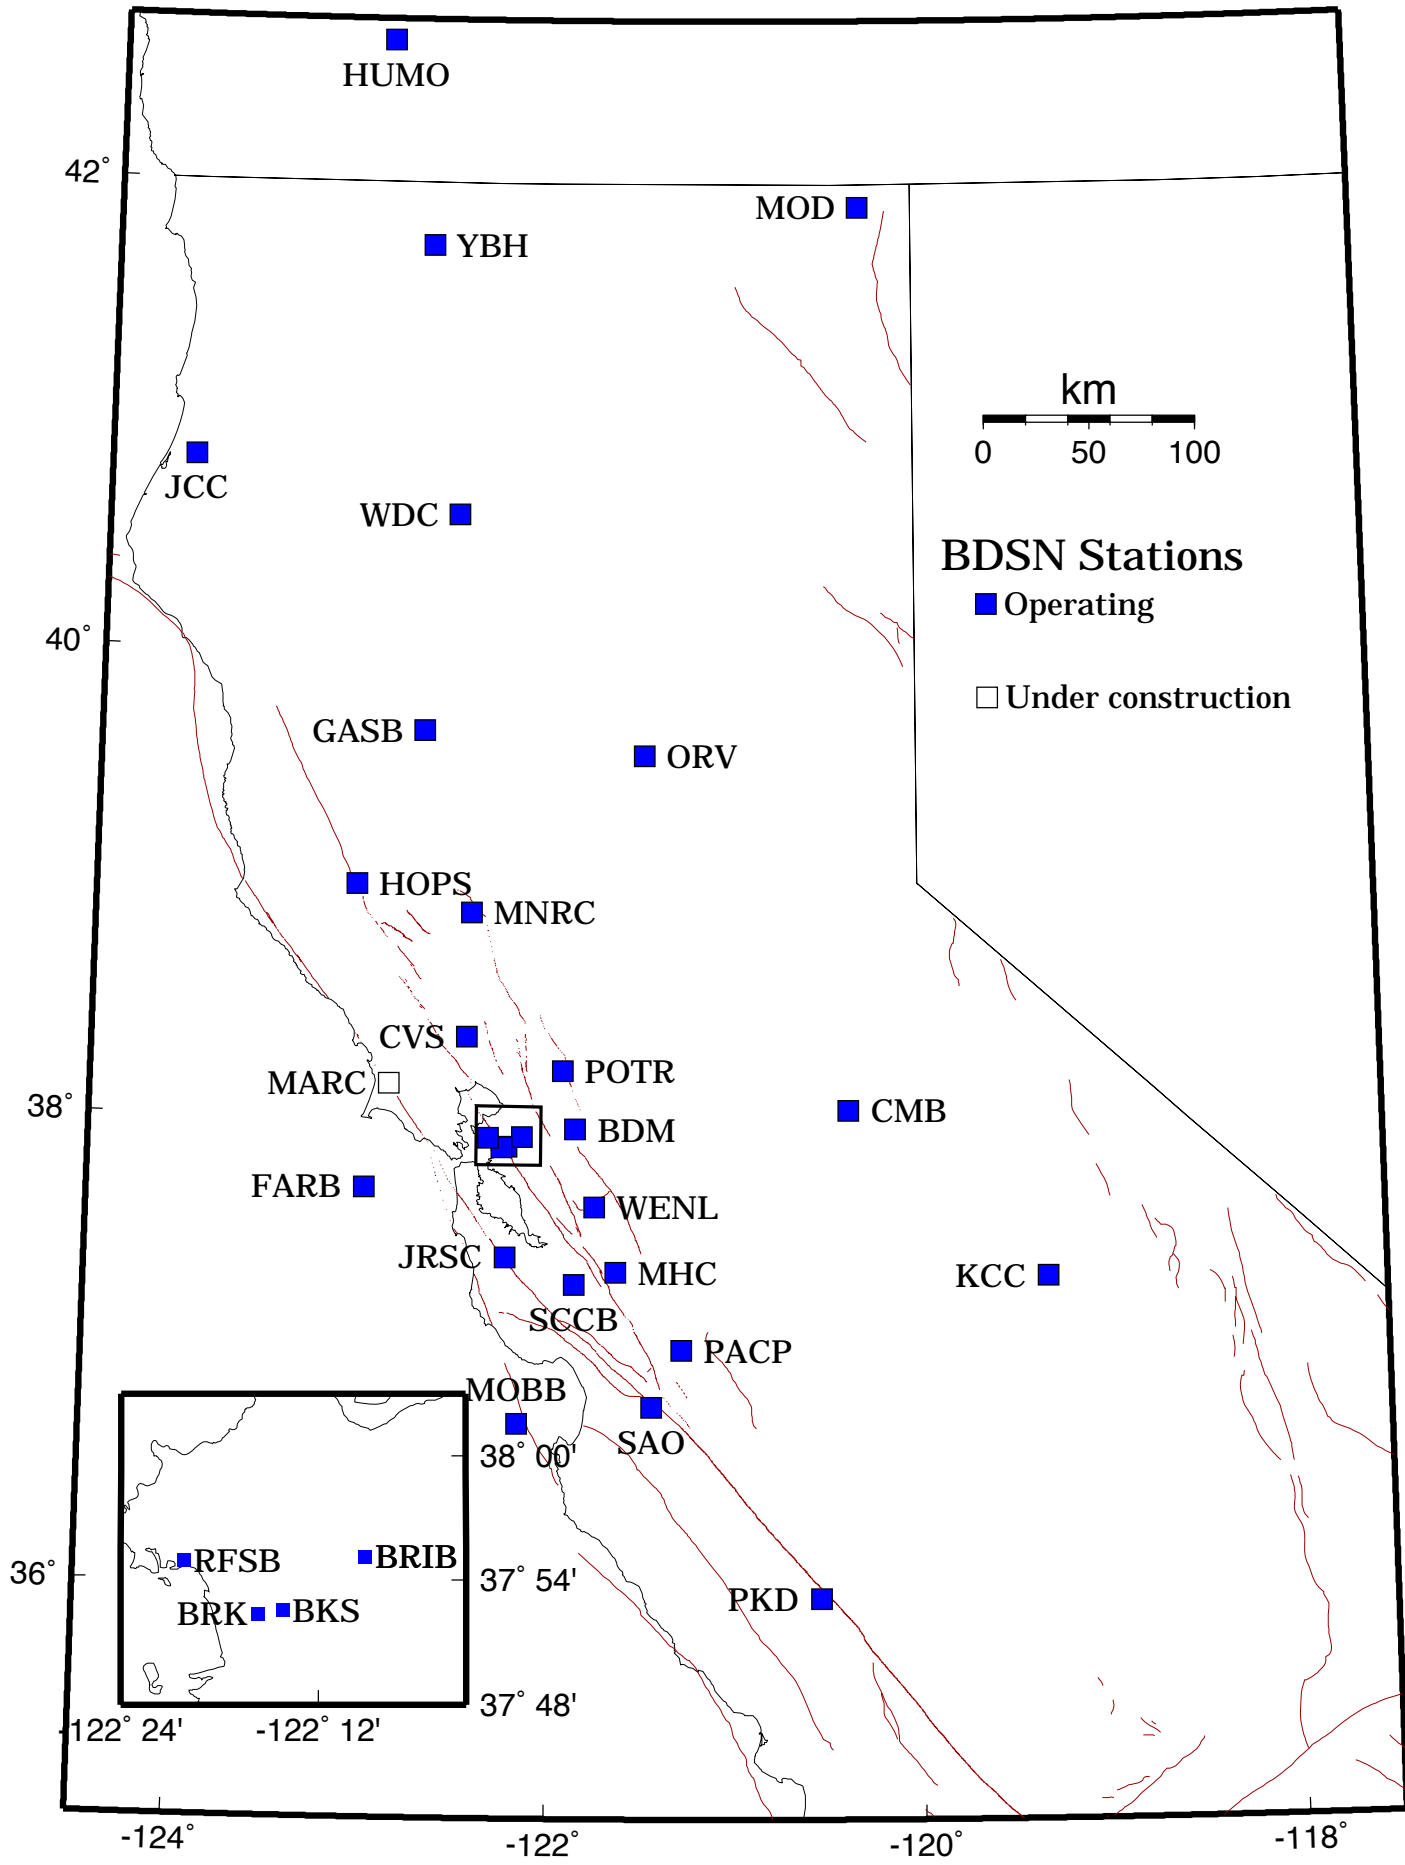 HUMO
42°
MOD
YBH
km
0 50 100
JCC
WDC
BDSN Stations
Operating
40°
Under construction
GASB
ORV
HOPS
MNRC
CVS
POTR
MARC
38°
CMB
BDM
FARB
WENL
JRSC
MHC
KCC
SCCB
PACP
MOBB
SAO
38° 00'
RFSB
BRIB
36°
37° 54'
PKD
BRK
BKS
37° 48'
-122° 24' -122° 12'
-124° -122° -120° -118°